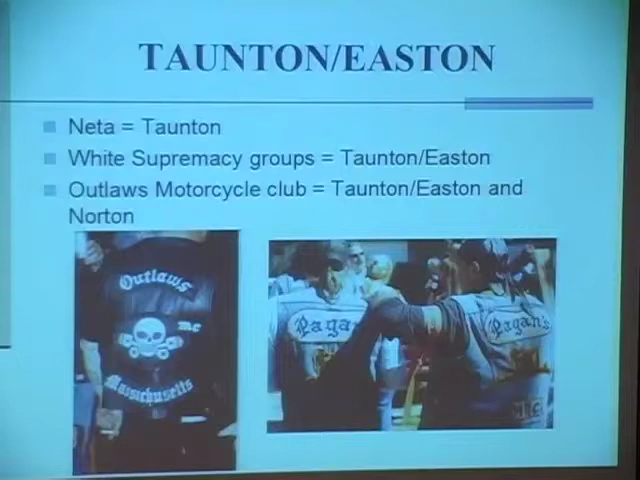 TAUNTON/EASTON
Neta = Taunton
White Supremacy groups = Taunton/Easton
Outlaws Motorcycle club = Taunton/Easton and
Norton
Outlaws
MC
Massachusetts
Pagan's
MC